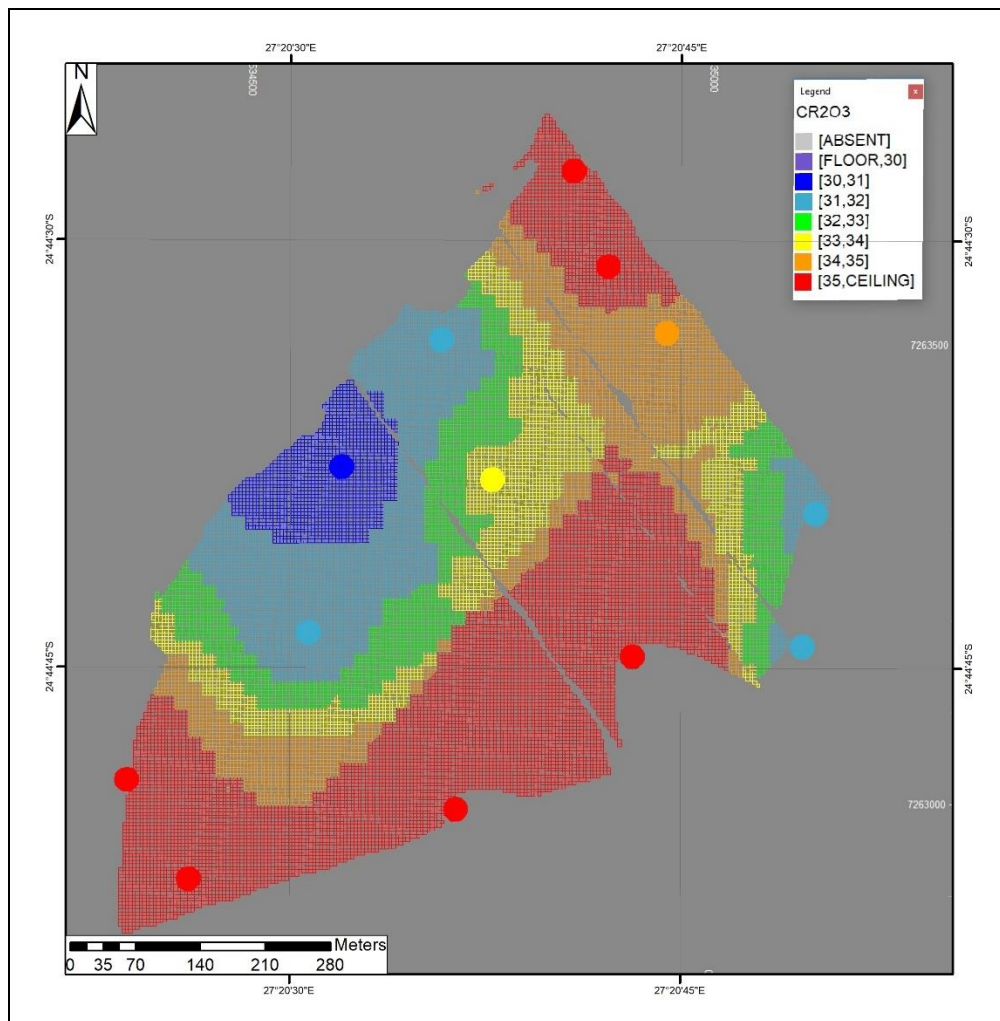 27°20'30"E
27°20'45"E
N
534500
35000
Legend
x
CR2O3
[ABSENT]
[FLOOR,30]
[30,31]
[31,32]
[32,33]
[33,34]
[34,35]
[35,CEILING]
24°44'30"S
24°44'30"S
7263500
24°44'45"S
24°44'45"S
7263000
Meters
0 35 70 140 210 280
27°20'30"E
27°20'45"E